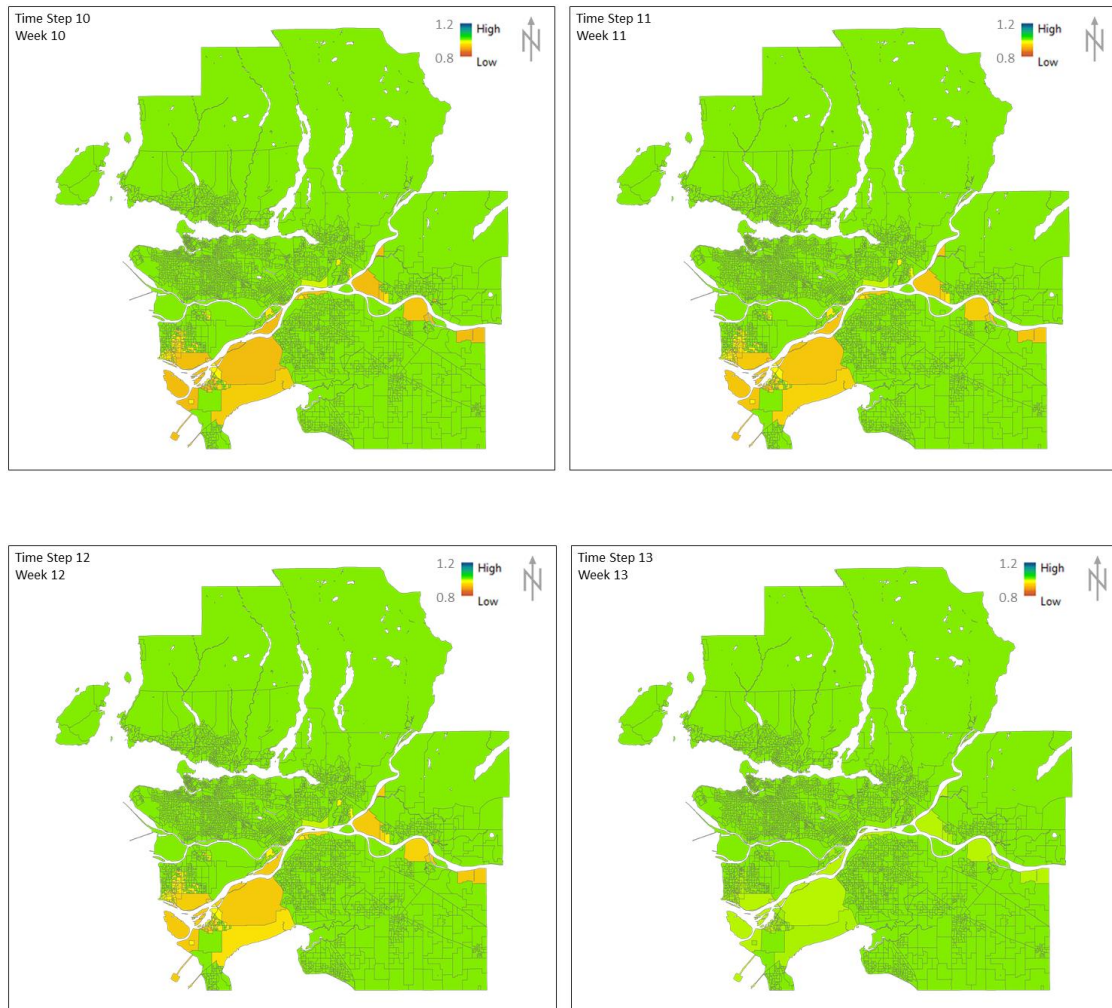 Time Step 10
Week 10
1.2 High
0.8 Low
N
Time Step 11
Week 11
1.2 High
0.8 Low
N
Time Step 12
Week 12
1.2 High
0.8 Low
N
Time Step 13
Week 13
1.2 High
0.8 Low
N